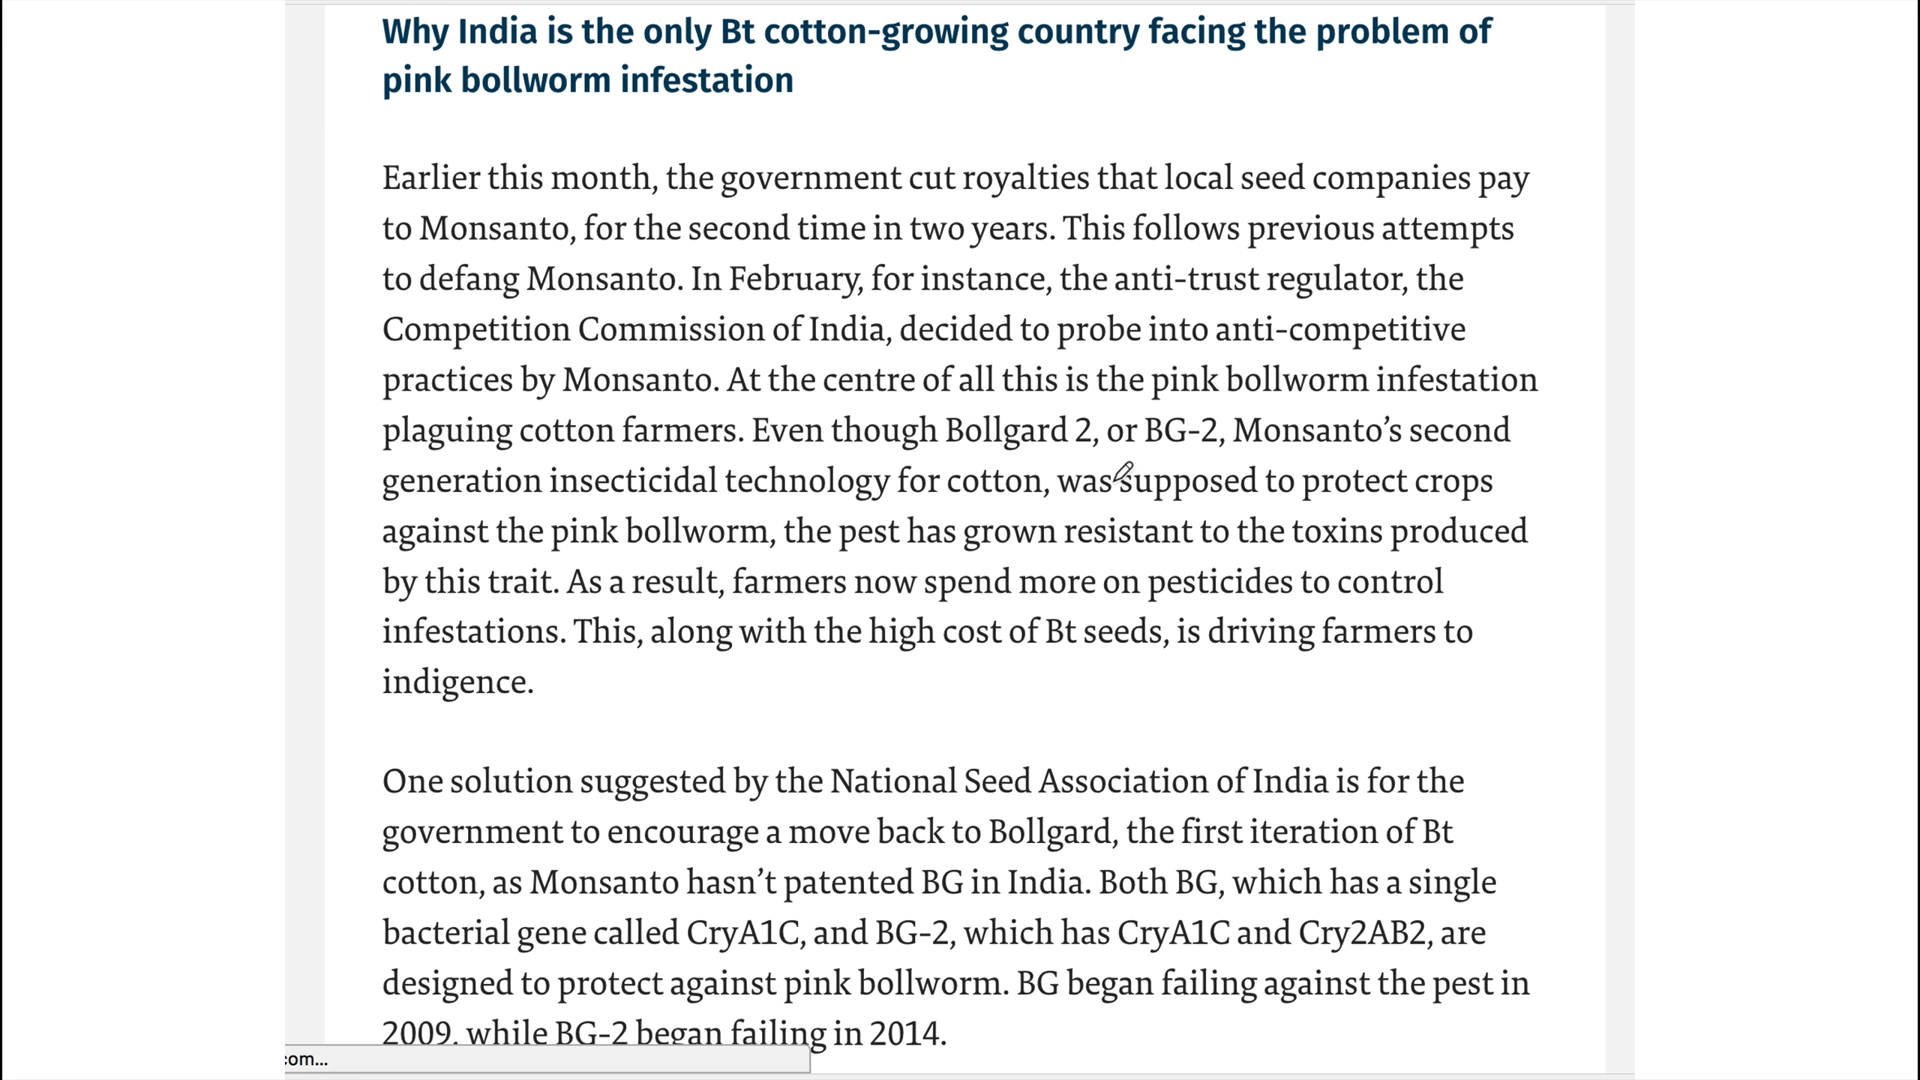 Why India is the only Bt cotton-growing country facing the problem of
pink bollworm infestation
Earlier this month, the government cut royalties that local seed companies pay
to Monsanto, for the second time in two years. This follows previous attempts
to defang Monsanto. In February, for instance, the anti-trust regulator, the
Competition Commission of India, decided to probe into anti-competitive
practices by Monsanto. At the centre of all this is the pink bollworm infestation
plaguing cotton farmers. Even though Bollgard 2, or BG-2, Monsanto’s second
generation insecticidal technology for cotton, was supposed to protect crops
against the pink bollworm, the pest has grown resistant to the toxins produced
by this trait. As a result, farmers now spend more on pesticides to control
infestations. This, along with the high cost of Bt seeds, is driving farmers to
indigence.
One solution suggested by the National Seed Association of India is for the
government to encourage a move back to Bollgard, the first iteration of Bt
cotton, as Monsanto hasn’t patented BG in India. Both BG, which has a single
bacterial gene called CryA1C, and BG-2, which has CryA1C and Cry2AB2, are
designed to protect against pink bollworm. BG began failing against the pest in
2009, while BG-2 began failing in 2014.
com...